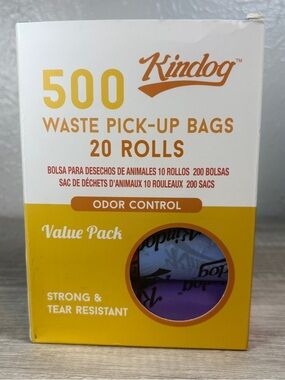 Kindog™
500
WASTE PICK-UP BAGS
20 ROLLS
BOLSA PARA DESECHOS DE ANIMALES 10 ROLLOS 200 BOLSAS
SAC DE DÉCHETS D'ANIMAUX 10 ROULEAUX 200 SACS
ODOR CONTROL
Value Pack
STRONG &
TEAR RESISTANT